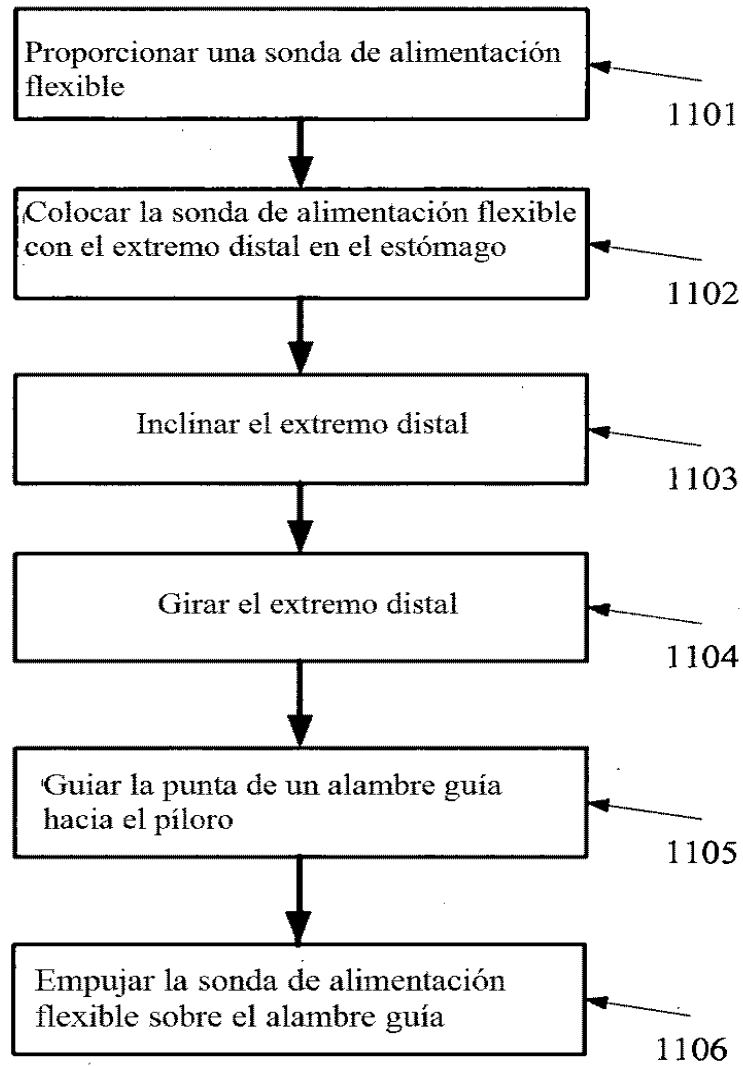 Proporcionar una sonda de alimentación
flexible
1101
Colocar la sonda de alimentación flexible
con el extremo distal en el estómago
1102
Inclinar el extremo distal
1103
Girar el extremo distal
1104
Guiar la punta de un alambre guía
hacia el píloro
1105
Empujar la sonda de alimentación
flexible sobre el alambre guía
1106